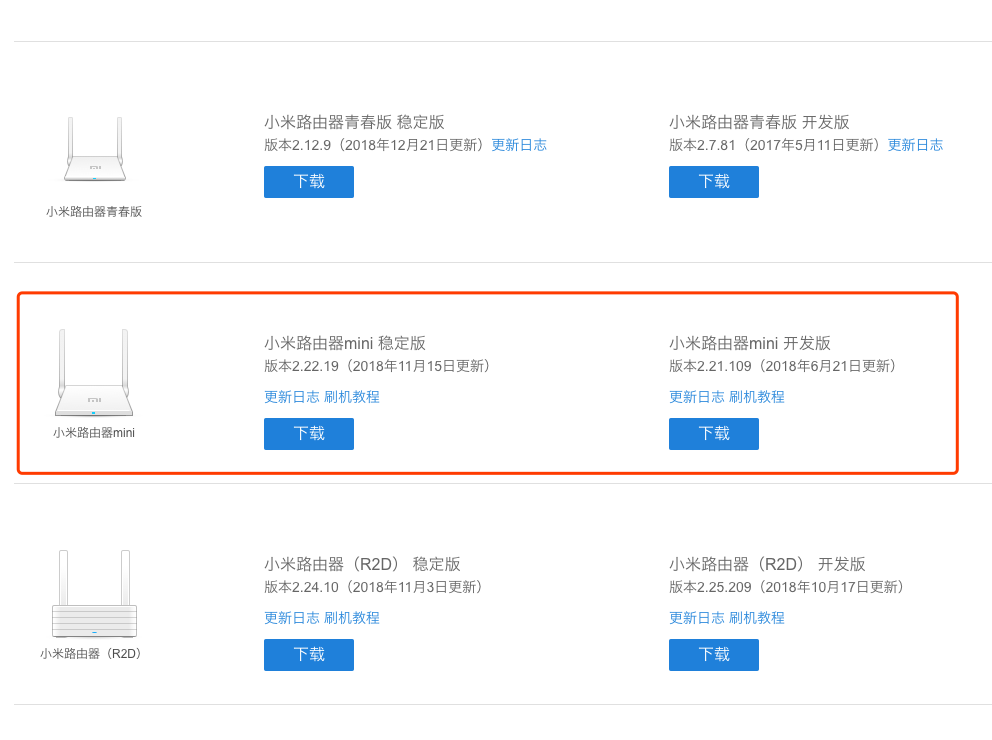 小米路由器青春版 稳定版
版本2.12.9（2018年12月21日更新）更新日志
下载
小米路由器青春版 开发版
版本2.7.81（2017年5月11日更新）更新日志
下载
小米路由器青春版
小米路由器mini 稳定版
版本2.22.19（2018年11月15日更新）
更新日志 刷机教程
下载
小米路由器mini 开发版
版本2.21.109（2018年6月21日更新）
更新日志 刷机教程
下载
小米路由器mini
小米路由器（R2D） 稳定版
版本2.24.10（2018年11月3日更新）
更新日志 刷机教程
下载
小米路由器（R2D） 开发版
版本2.25.209（2018年10月17日更新）
更新日志 刷机教程
下载
小米路由器（R2D）